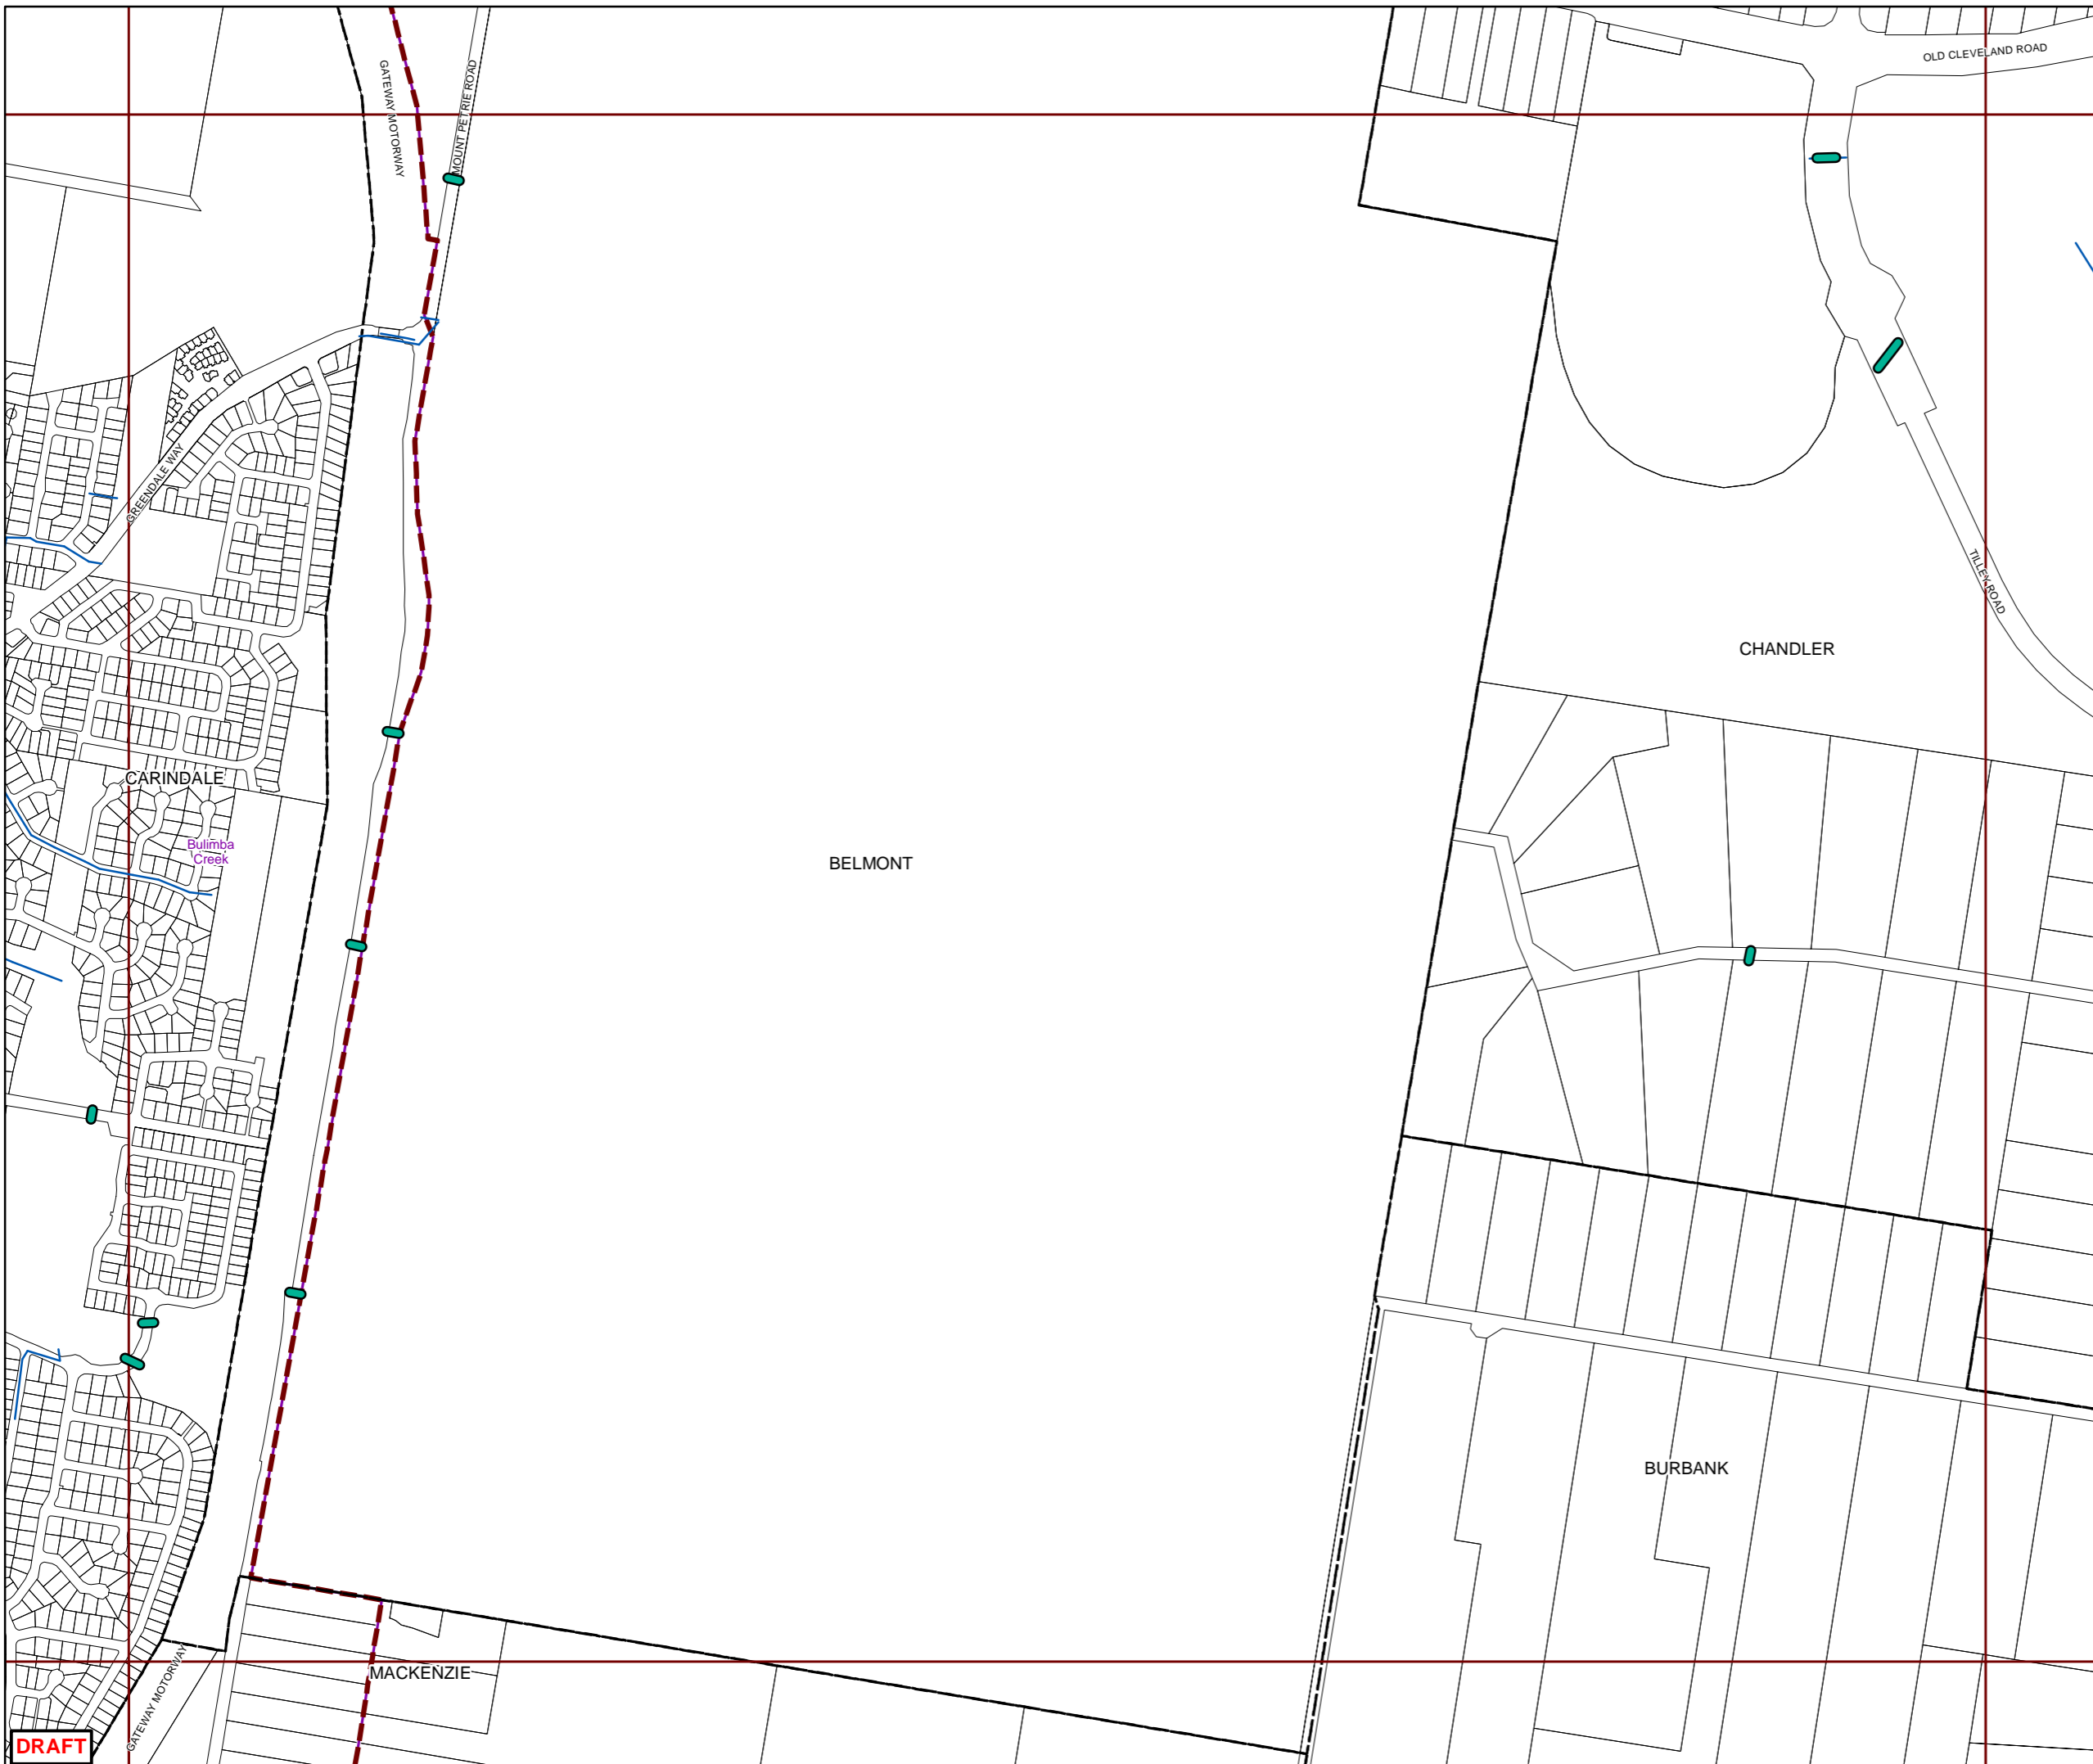 OLD CLEVELAND ROAD
GATEWAY MOTORWAY
MOUNT PETRIE ROAD
GREENDALE WAY
TILLEY ROAD
CHANDLER
CARINDALE
Bulimba
Creek
BELMONT
BURBANK
MACKENZIE
GATEWAY MOTORWAY
DRAFT